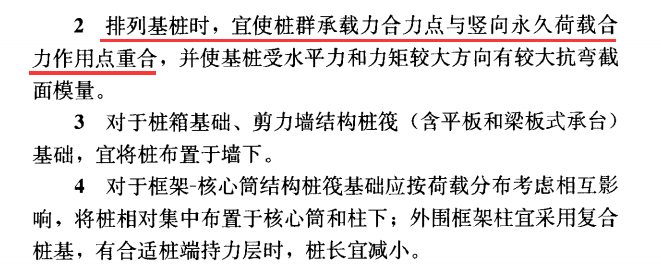 2 排列基桩时，宜使桩群承载力合力点与竖向永久荷载合
力作用点重合，并使基桩受水平力和力矩较大方向有较大抗弯截
面模量。
3 对于桩箱基础、剪力墙结构桩筏（含平板和梁板式承台）
基础，宜将桩布置于墙下。
4 对于框架-核心筒结构桩筏基础应按荷载分布考虑相互影
响，将桩相对集中布置于核心筒和柱下；外围框架柱宜采用复合
桩基，有合适桩端持力层时，桩长宜减小。